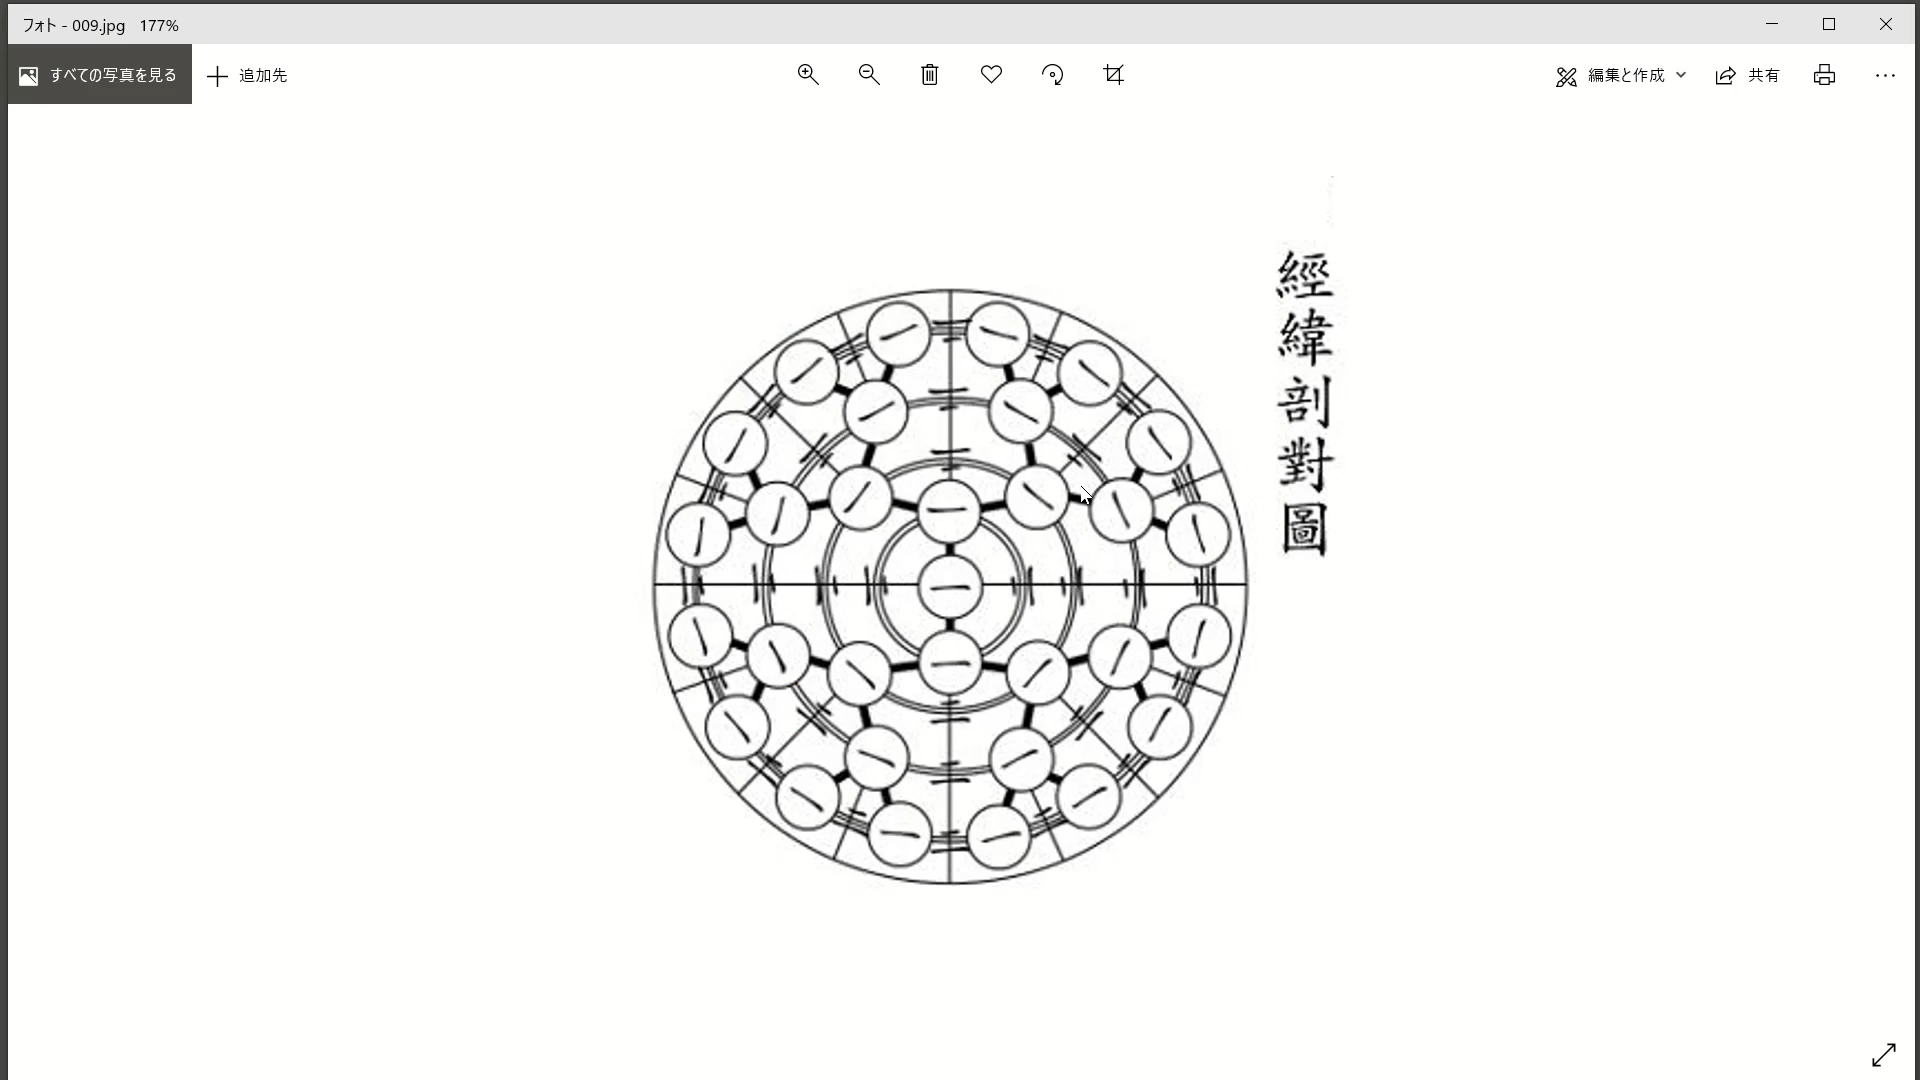 フォト - 009.jpg 177%
すべての写真を見る
追加先
編集と作成
共有
經緯剖對圖